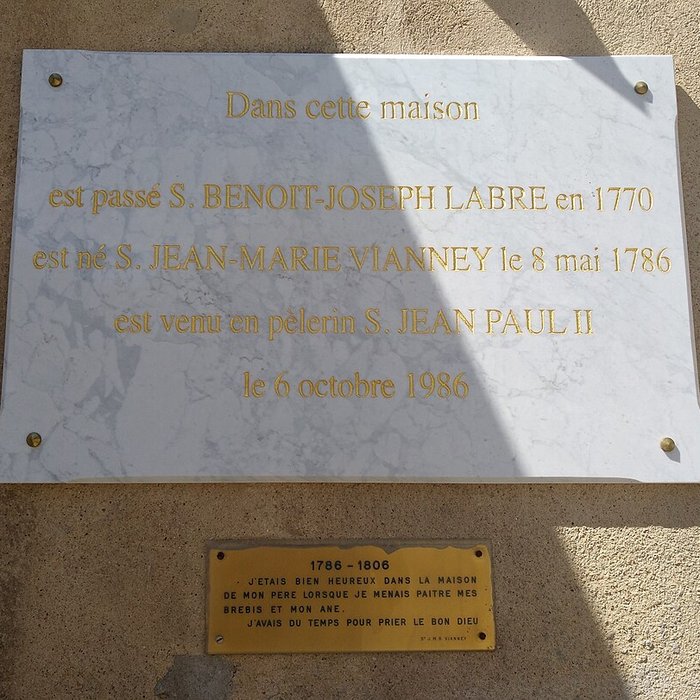 Dans cette maison
est passé S. BENOIT-JOSEPH LABRE en 1770
est né S. JEAN-MARIE VIANNEY le 8 mai 1786
est venu en pèlerin S. JEAN PAUL II
le 6 octobre 1986
1786 - 1806
J'ETAIS BIEN HEUREUX DANS LA MAISON
DE MON PERE LORSQUE JE MENAIS PAITRE MES
BREBIS ET MON ANE.
J'AVAIS DU TEMPS POUR PRIER LE BON DIEU
St J.M.B. VIANNEY